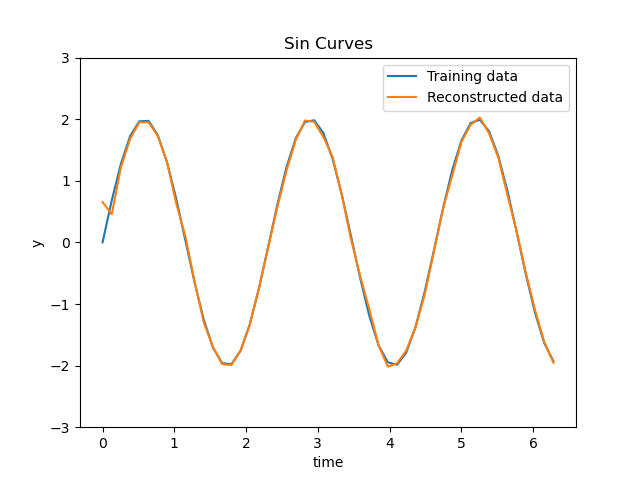 Sin Curves
Training data
Reconstructed data
3
2
1
0
−1
−2
−3
y
0 1 2 3 4 5 6
time